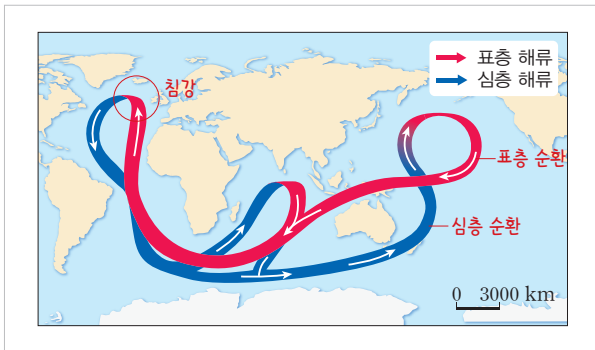 표층 해류
심층 해류
침강
표층 순환
심층 순환
0 3000 km